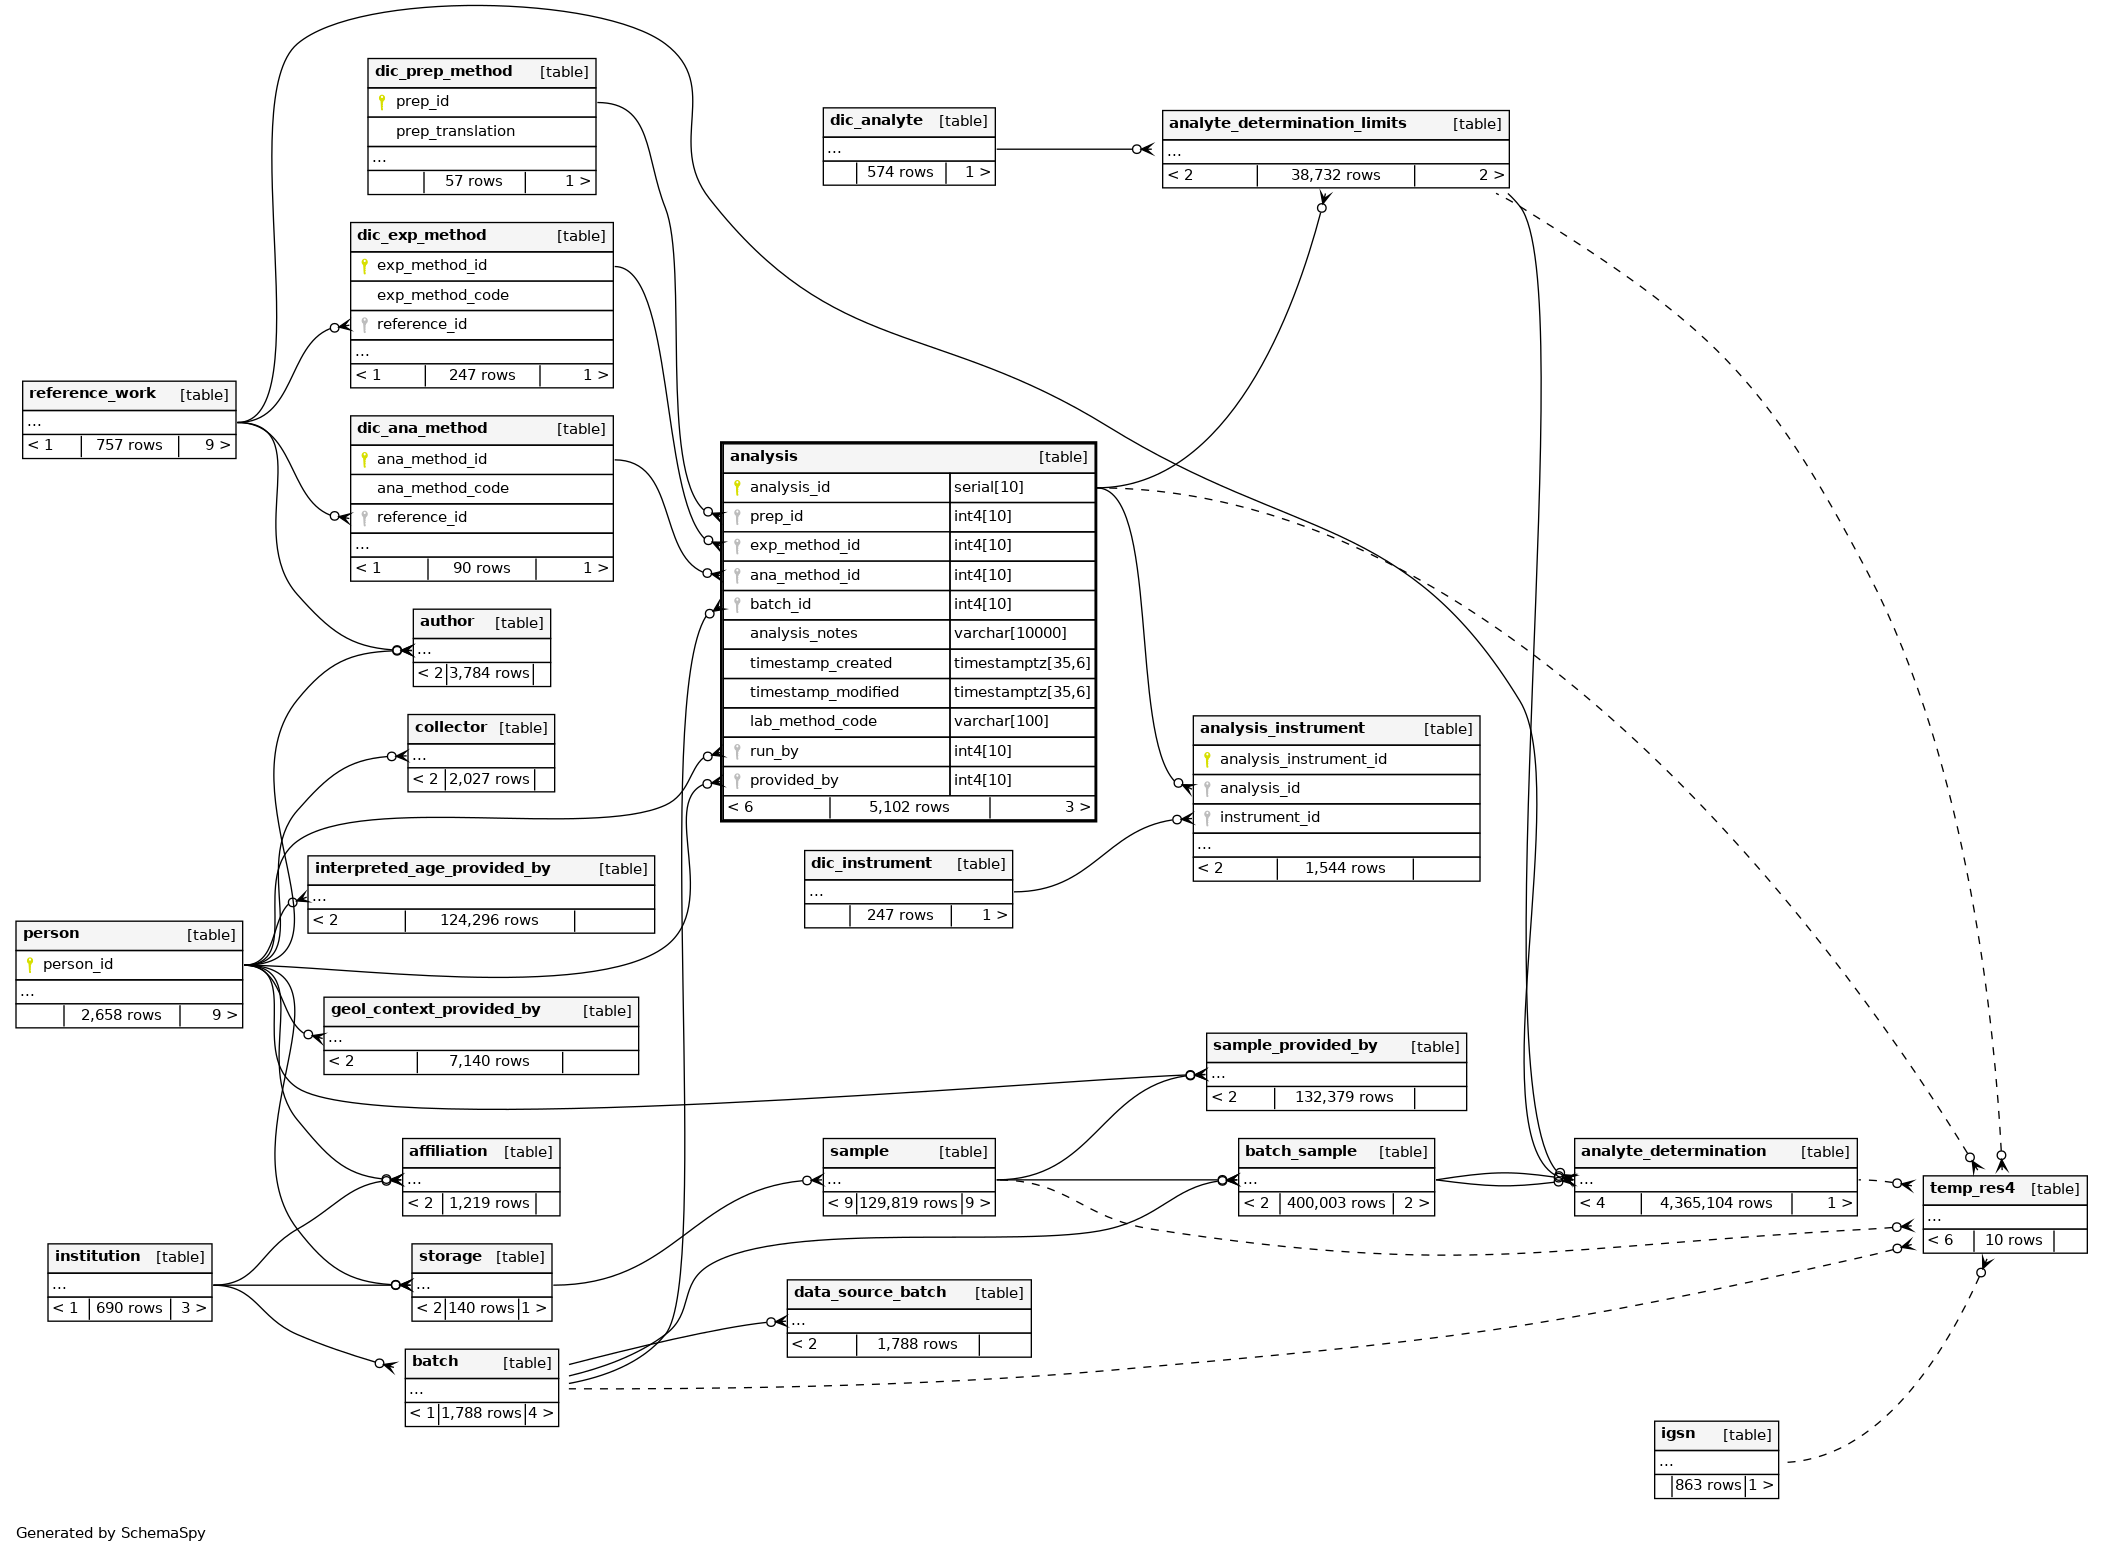 dic_prep_method [table]
prep_id
prep_translation
...
57 rows 1 >
dic_analyte [table]
...
574 rows 1 >
analyte_determination_limits [table]
...
< 2 38,732 rows 2 >
dic_exp_method [table]
exp_method_id
exp_method_code
reference_id
...
< 1 247 rows 1 >
reference_work [table]
...
< 1 757 rows 9 >
dic_ana_method [table]
ana_method_id
ana_method_code
reference_id
...
< 1 90 rows 1 >
analysis [table]
analysis_id serial[10]
prep_id int4[10]
exp_method_id int4[10]
ana_method_id int4[10]
batch_id int4[10]
analysis_notes varchar[10000]
timestamp_created timestamptz[35,6]
timestamp_modified timestamptz[35,6]
lab_method_code varchar[100]
run_by int4[10]
provided_by int4[10]
< 6 5,102 rows 3 >
author [table]
...
< 2 3,784 rows
collector [table]
...
< 2 2,027 rows
analysis_instrument [table]
analysis_instrument_id
analysis_id
instrument_id
...
< 2 1,544 rows
dic_instrument [table]
...
247 rows 1 >
interpreted_age_provided_by [table]
...
< 2 124,296 rows
person [table]
person_id
...
2,658 rows 9 >
geol_context_provided_by [table]
...
< 2 7,140 rows
sample_provided_by [table]
...
< 2 132,379 rows
affiliation [table]
...
< 2 1,219 rows
sample [table]
...
< 9 129,819 rows 9 >
batch_sample [table]
...
< 2 400,003 rows 2 >
analyte_determination [table]
...
< 4 4,365,104 rows 1 >
temp_res4 [table]
...
< 6 10 rows
institution [table]
...
< 1 690 rows 3 >
storage [table]
...
< 2 140 rows 1 >
data_source_batch [table]
...
< 2 1,788 rows
batch [table]
...
< 1 1,788 rows 4 >
igsn [table]
...
863 rows 1 >
Generated by SchemaSpy